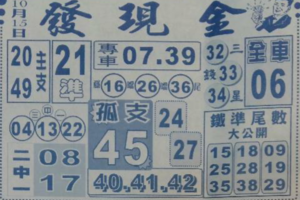 10月15日
發現金
20 主支 21 專車 07.39 32 三 全車
49 準 16 26 36 33 06
34
04 13 22 孤支 24 鐵準尾數
45 27 大公開
二中一 08 15 18 09
17 25 28 39
40.41.42 35 38 29